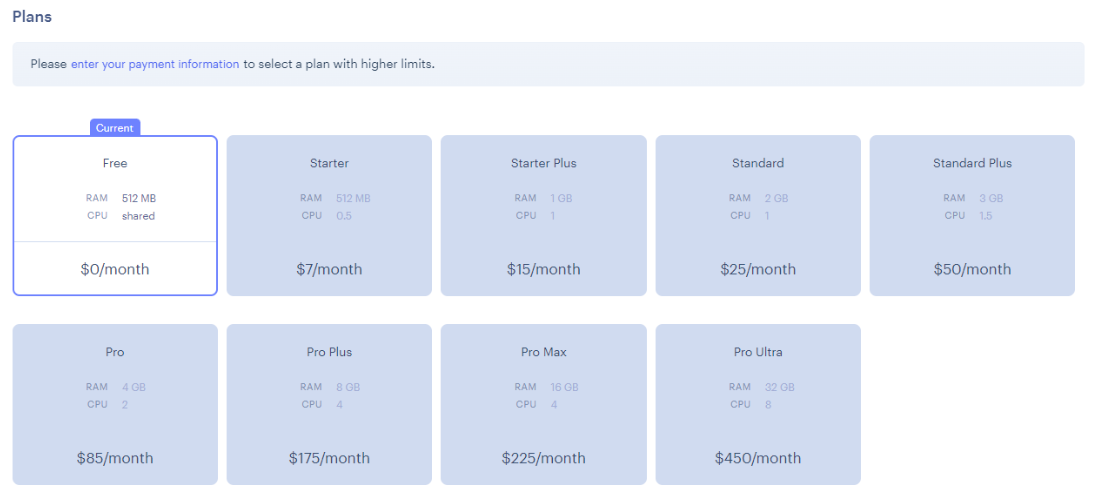 Plans
Please enter your payment information to select a plan with higher limits.
Current
Free
RAM 512 MB
CPU shared
$0/month
Starter
RAM 512 MB
CPU 0.5
$7/month
Starter Plus
RAM 1 GB
CPU 1
$15/month
Standard
RAM 2 GB
CPU 1
$25/month
Standard Plus
RAM 3 GB
CPU 1.5
$50/month
Pro
RAM 4 GB
CPU 2
$85/month
Pro Plus
RAM 8 GB
CPU 4
$175/month
Pro Max
RAM 16 GB
CPU 4
$225/month
Pro Ultra
RAM 32 GB
CPU 8
$450/month